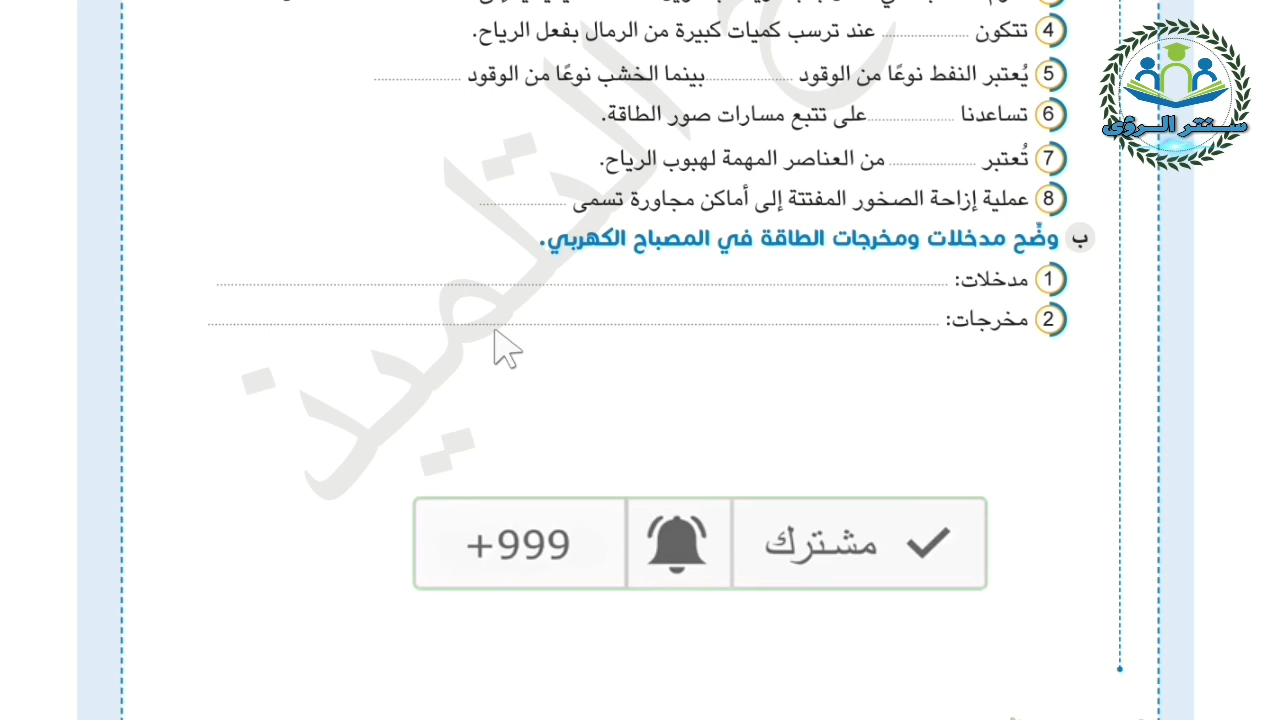 4 تتكون .................... عند ترسب كميات كبيرة من الرمال بفعل الرياح.
5 يُعتبر النفط نوعًا من الوقود .................... بينما الخشب نوعًا من الوقود ....................
6 تساعدنا .................... على تتبع مسارات صور الطاقة.
7 تُعتبر .................... من العناصر المهمة لهبوب الرياح.
8 عملية إزاحة الصخور المفتتة إلى أماكن مجاورة تسمى ....................
ب وضِّح مدخلات ومخرجات الطاقة في المصباح الكهربي.
1 مدخلات: ....................
2 مخرجات: ....................
مشترك
+999
سنتر الرؤى
التلميذ